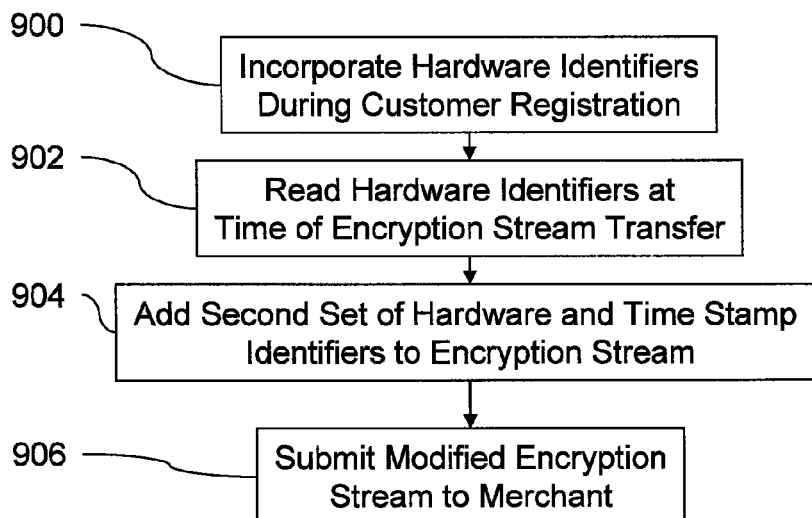 900
Incorporate Hardware Identifiers
During Customer Registration
902
Read Hardware Identifiers at
Time of Encryption Stream Transfer
904
Add Second Set of Hardware and Time Stamp
Identifiers to Encryption Stream
906
Submit Modified Encryption
Stream to Merchant